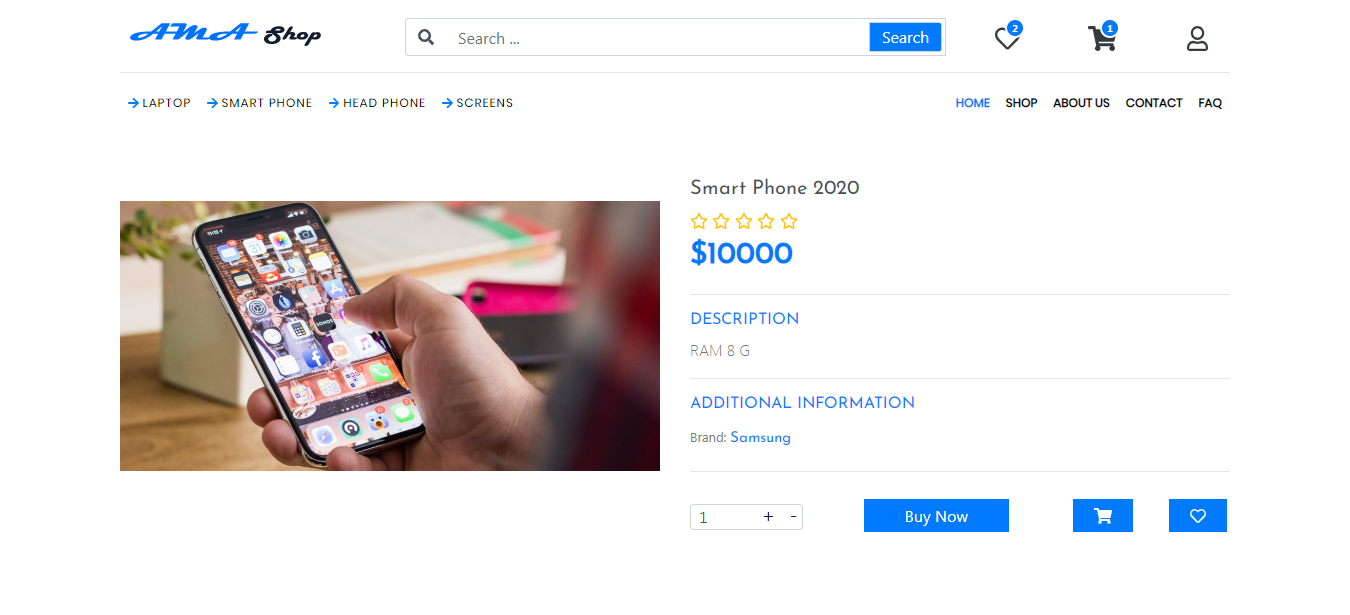 AMA Shop
Search ...
Search
2
1
LAPTOP
SMART PHONE
HEAD PHONE
SCREENS
HOME
SHOP
ABOUT US
CONTACT
FAQ
Smart Phone 2020
$10000
DESCRIPTION
RAM 8 G
ADDITIONAL INFORMATION
Brand: Samsung
1
+
-
Buy Now
SONOS